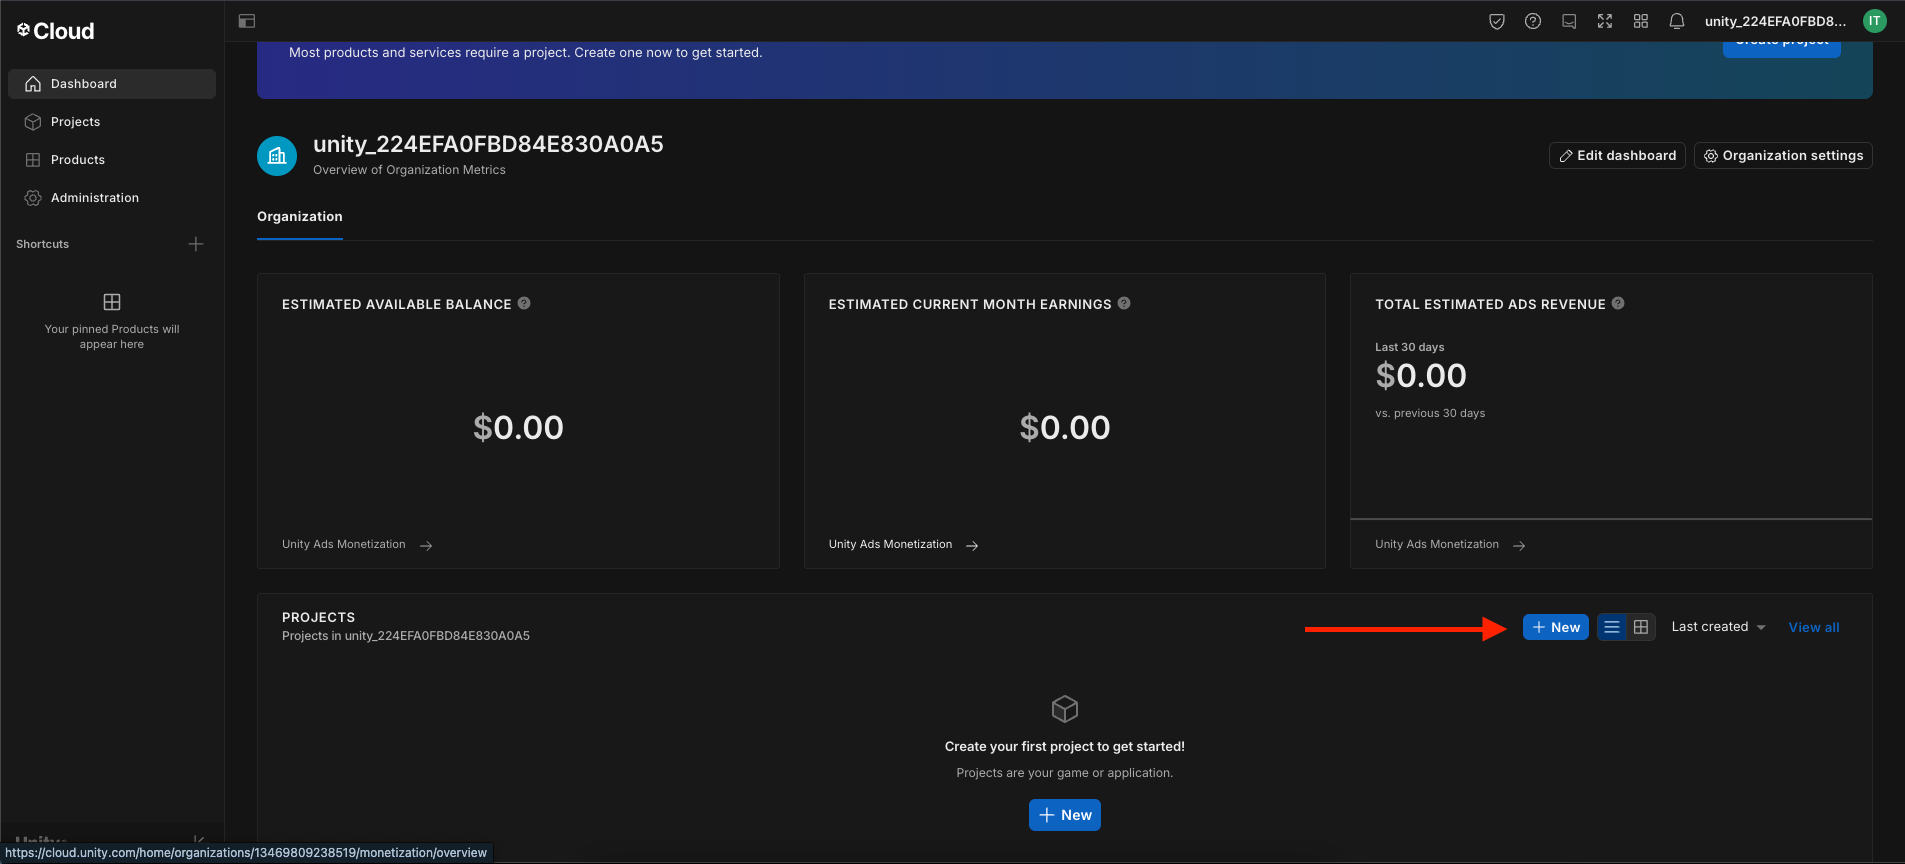 Cloud
unity_224EFA0FBD8...
IT
Most products and services require a project. Create one now to get started.
Create project
Dashboard
Projects
Products
Administration
Shortcuts
Your pinned Products will
appear here
unity_224EFA0FBD84E830A0A5
Overview of Organization Metrics
Edit dashboard
Organization settings
Organization
ESTIMATED AVAILABLE BALANCE
$0.00
Unity Ads Monetization
ESTIMATED CURRENT MONTH EARNINGS
$0.00
Unity Ads Monetization
TOTAL ESTIMATED ADS REVENUE
Last 30 days
$0.00
vs. previous 30 days
Unity Ads Monetization
PROJECTS
Projects in unity_224EFA0FBD84E830A0A5
New
Last created
View all
Create your first project to get started!
Projects are your game or application.
New
https://cloud.unity.com/home/organizations/13469809238519/monetization/overview